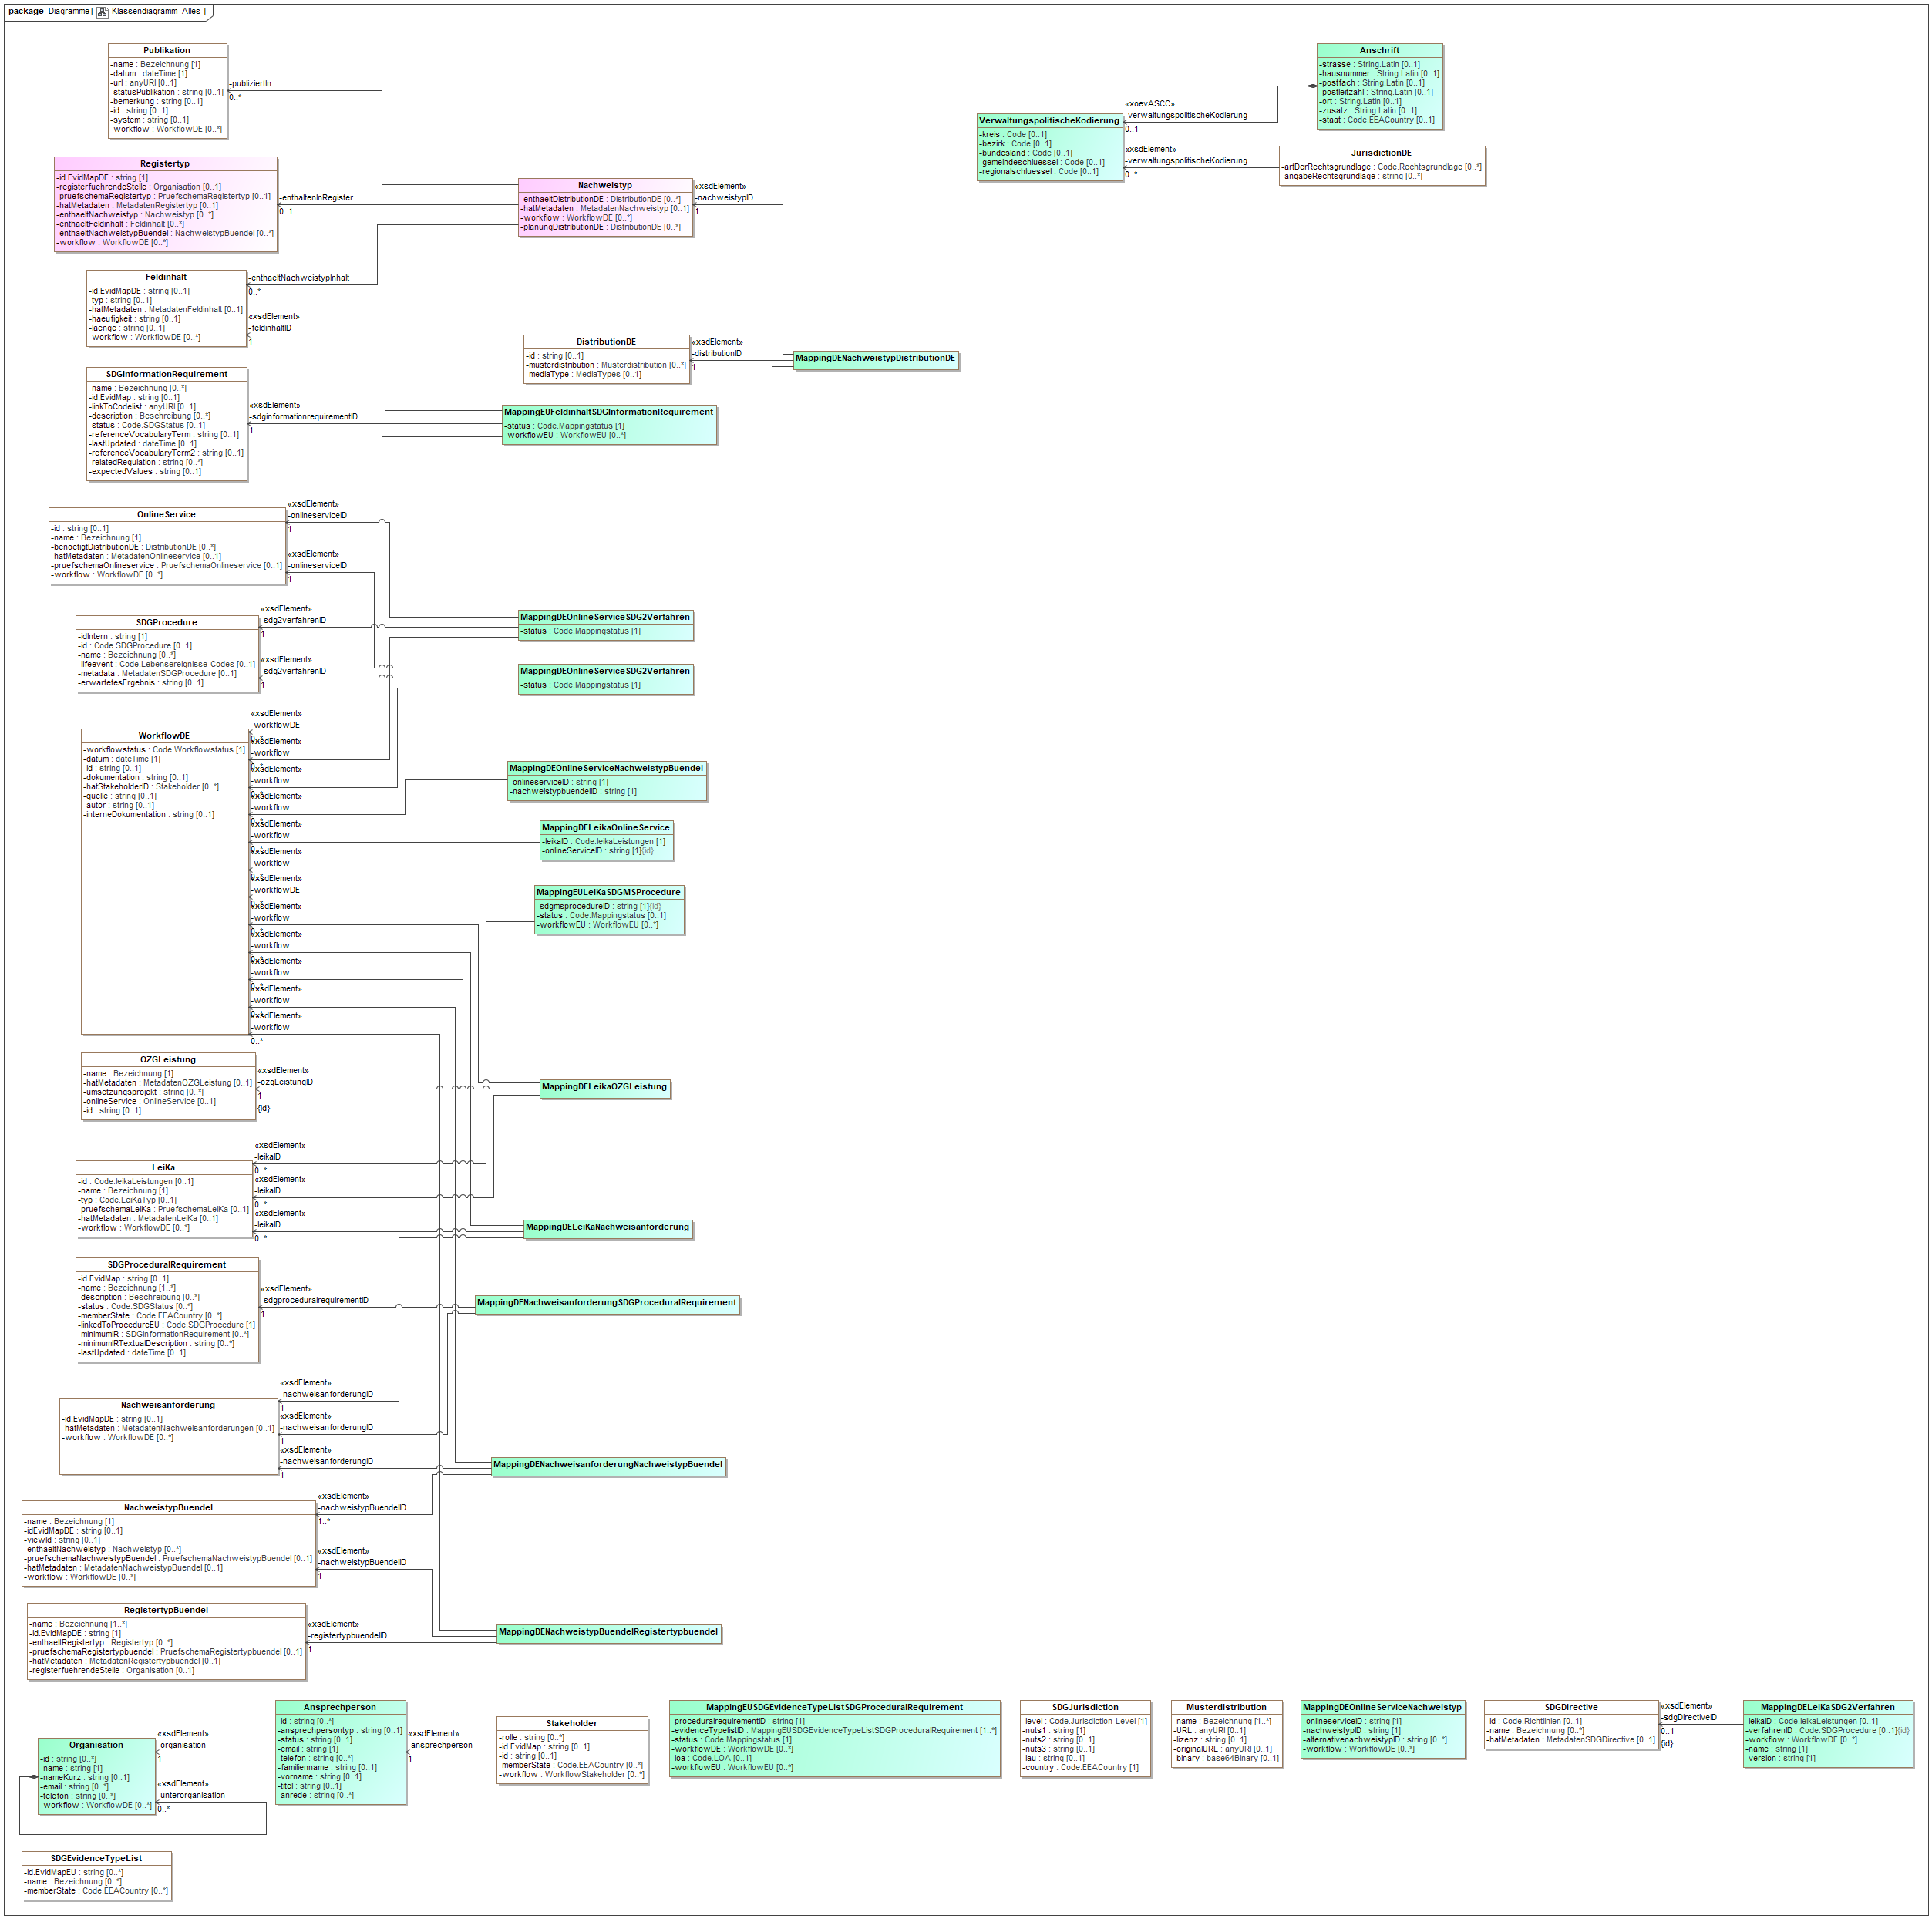 package Diagramme [ Klassendiagramm_Alles ]
Publikation
-name : Bezeichnung [1]
-datum : dateTime [1]
-url : anyURI [0..1]
-statusPublikation : string [0..1]
-bemerkung : string [0..1]
-id : string [0..1]
-system : string [0..1]
-workflow : WorkflowDE [0..*]
-publiziertIn
0..*
Anschrift
-strasse : String.Latin [0..1]
-hausnummer : String.Latin [0..1]
-postfach : String.Latin [0..1]
-postleitzahl : String.Latin [0..1]
-ort : String.Latin [0..1]
-zusatz : String.Latin [0..1]
-staat : Code.EEACountry [0..1]
«xoevASCC»
-verwaltungspolitischeKodierung
0..1
VerwaltungspolitischeKodierung
-kreis : Code [0..1]
-bezirk : Code [0..1]
-bundesland : Code [0..1]
-gemeindeschluessel : Code [0..1]
-regionalschluessel : Code [0..1]
«xsdElement»
-verwaltungspolitischeKodierung
0..*
JurisdictionDE
-artDerRechtsgrundlage : Code.Rechtsgrundlage [0..*]
-angabeRechtsgrundlage : string [0..*]
Registertyp
-id.EvidMapDE : string [1]
-registerfuehrendeStelle : Organisation [0..1]
-pruefschemaRegistertyp : PruefschemaRegistertyp [0..1]
-hatMetadaten : MetadatenRegistertyp [0..1]
-enthaeltNachweistyp : Nachweistyp [0..*]
-enthaeltFeldinhalt : Feldinhalt [0..*]
-enthaeltNachweistypBuendel : NachweistypBuendel [0..*]
-workflow : WorkflowDE [0..*]
-enthaltenInRegister
0..1
Nachweistyp
-enthaeltDistributionDE : DistributionDE [0..*]
-hatMetadaten : MetadatenNachweistyp [0..1]
-workflow : WorkflowDE [0..*]
-planungDistributionDE : DistributionDE [0..*]
«xsdElement»
-nachweistypID
1
Feldinhalt
-id.EvidMapDE : string [0..1]
-typ : string [0..1]
-hatMetadaten : MetadatenFeldinhalt [0..1]
-haeufigkeit : string [0..1]
-laenge : string [0..1]
-workflow : WorkflowDE [0..*]
-enthaeltNachweistypInhalt
0..*
«xsdElement»
-feldinhaltID
1
DistributionDE
-id : string [0..1]
-musterdistribution : Musterdistribution [0..*]
-mediaType : MediaTypes [0..1]
«xsdElement»
-distributionID
1
MappingDENachweistypDistributionDE
SDGInformationRequirement
-name : Bezeichnung [0..*]
-id.EvidMap : string [0..1]
-linkToCodelist : anyURI [0..1]
-description : Beschreibung [0..*]
-status : Code.SDGStatus [0..1]
-referenceVocabularyTerm : string [0..1]
-lastUpdated : dateTime [0..1]
-referenceVocabularyTerm2 : string [0..1]
-relatedRegulation : string [0..*]
-expectedValues : string [0..1]
«xsdElement»
-sdginformationrequirementID
1
MappingEUFeldinhaltSDGInformationRequirement
-status : Code.Mappingstatus [1]
-workflowEU : WorkflowEU [0..*]
OnlineService
-id : string [0..1]
-name : Bezeichnung [1]
-benoetigtDistributionDE : DistributionDE [0..*]
-hatMetadaten : MetadatenOnlineservice [0..1]
-pruefschemaOnlineservice : PruefschemaOnlineservice [0..1]
-workflow : WorkflowDE [0..*]
«xsdElement»
-onlineserviceID
1
«xsdElement»
-onlineserviceID
1
SDGProcedure
-idIntern : string [1]
-id : Code.SDGProcedure [0..1]
-name : Bezeichnung [0..*]
-lifeevent : Code.Lebensereignisse-Codes [0..1]
-metadata : MetadatenSDGProcedure [0..1]
-erwartetesErgebnis : string [0..1]
«xsdElement»
-sdg2verfahrenID
1
«xsdElement»
-sdg2verfahrenID
1
MappingDEOnlineServiceSDG2Verfahren
-status : Code.Mappingstatus [1]
MappingDEOnlineServiceSDG2Verfahren
-status : Code.Mappingstatus [1]
WorkflowDE
-workflowstatus : Code.Workflowstatus [1]
-datum : dateTime [1]
-id : string [0..1]
-dokumentation : string [0..1]
-hatStakeholderID : Stakeholder [0..*]
-quelle : string [0..1]
-autor : string [0..1]
-interneDokumentation : string [0..1]
«xsdElement»
-workflowDE
0..*
«xsdElement»
-workflow
0..*
«xsdElement»
-workflow
0..*
«xsdElement»
-workflow
0..*
«xsdElement»
-workflow
0..*
«xsdElement»
-workflow
0..*
«xsdElement»
-workflowDE
0..*
«xsdElement»
-workflow
0..*
«xsdElement»
-workflow
0..*
«xsdElement»
-workflow
0..*
«xsdElement»
-workflow
0..*
«xsdElement»
-workflow
0..*
MappingDEOnlineServiceNachweistypBuendel
-onlineserviceID : string [1]
-nachweistypbuendelID : string [1]
MappingDELeikaOnlineService
-leikaID : Code.leikaLeistungen [1]
-onlineServiceID : string [1]{id}
MappingEULeiKaSDGMSProcedure
-sdgmsprocedureID : string [1]{id}
-status : Code.Mappingstatus [0..1]
-workflowEU : WorkflowEU [0..*]
OZGLeistung
-name : Bezeichnung [1]
-hatMetadaten : MetadatenOZGLeistung [0..1]
-umsetzungsprojekt : string [0..*]
-onlineService : OnlineService [0..1]
-id : string [0..1]
«xsdElement»
-ozgLeistungID
1
{id}
MappingDELeikaOZGLeistung
LeiKa
-id : Code.leikaLeistungen [0..1]
-name : Bezeichnung [1]
-typ : Code.LeiKaTyp [0..1]
-pruefschemaLeiKa : PruefschemaLeiKa [0..1]
-hatMetadaten : MetadatenLeiKa [0..1]
-workflow : WorkflowDE [0..*]
«xsdElement»
-leikaID
0..*
«xsdElement»
-leikaID
0..*
«xsdElement»
-leikaID
0..*
MappingDELeiKaNachweisanforderung
SDGProceduralRequirement
-id.EvidMap : string [0..1]
-name : Bezeichnung [1..*]
-description : Beschreibung [0..*]
-status : Code.SDGStatus [0..*]
-memberState : Code.EEACountry [0..*]
-linkedToProcedureEU : Code.SDGProcedure [1]
-minimumIR : SDGInformationRequirement [0..*]
-minimumIRTextualDescription : string [0..*]
-lastUpdated : dateTime [0..1]
«xsdElement»
-sdgproceduralrequirementID
1
MappingDENachweisanforderungSDGProceduralRequirement
Nachweisanforderung
-id.EvidMapDE : string [0..1]
-hatMetadaten : MetadatenNachweisanforderungen [0..1]
-workflow : WorkflowDE [0..*]
«xsdElement»
-nachweisanforderungID
1
«xsdElement»
-nachweisanforderungID
1
«xsdElement»
-nachweisanforderungID
1
MappingDENachweisanforderungNachweistypBuendel
NachweistypBuendel
-name : Bezeichnung [1]
-idEvidMapDE : string [0..1]
-viewId : string [0..1]
-enthaeltNachweistyp : Nachweistyp [0..*]
-pruefschemaNachweistypBuendel : PruefschemaNachweistypBuendel [0..1]
-hatMetadaten : MetadatenNachweistypBuendel [0..1]
-workflow : WorkflowDE [0..*]
«xsdElement»
-nachweistypBuendelID
1..*
«xsdElement»
-nachweistypBuendelID
1
RegistertypBuendel
-name : Bezeichnung [1..*]
-id.EvidMapDE : string [1]
-enthaeltRegistertyp : Registertyp [0..*]
-pruefschemaRegistertypbuendel : PruefschemaRegistertypbuendel [0..1]
-hatMetadaten : MetadatenRegistertypbuendel [0..1]
-registerfuehrendeStelle : Organisation [0..1]
«xsdElement»
-registertypbuendelID
1
MappingDENachweistypBuendelRegistertypbuendel
Organisation
-id : string [0..*]
-name : string [1]
-nameKurz : string [0..1]
-email : string [0..*]
-telefon : string [0..*]
-workflow : WorkflowDE [0..*]
«xsdElement»
-organisation
1
«xsdElement»
-unterorganisation
0..*
Ansprechperson
-id : string [0..*]
-ansprechpersontyp : string [0..1]
-status : string [0..1]
-email : string [1]
-telefon : string [0..*]
-familienname : string [0..1]
-vorname : string [0..1]
-titel : string [0..1]
-anrede : string [0..*]
«xsdElement»
-ansprechperson
1
Stakeholder
-rolle : string [0..*]
-id.EvidMap : string [0..1]
-id : string [0..1]
-memberState : Code.EEACountry [0..*]
-workflow : WorkflowStakeholder [0..*]
MappingEUSDGEvidenceTypeListSDGProceduralRequirement
-proceduralrequirementID : string [1]
-evidenceTypelistID : MappingEUSDGEvidenceTypeListSDGProceduralRequirement [1..*]
-status : Code.Mappingstatus [1]
-workflowDE : WorkflowDE [0..*]
-loa : Code.LOA [0..1]
-workflowEU : WorkflowEU [0..*]
SDGJurisdiction
-level : Code.Jurisdiction-Level [1]
-nuts1 : string [1]
-nuts2 : string [0..1]
-nuts3 : string [0..1]
-lau : string [0..1]
-country : Code.EEACountry [1]
Musterdistribution
-name : Bezeichnung [1..*]
-URL : anyURI [0..1]
-lizenz : string [0..1]
-originalURL : anyURI [0..1]
-binary : base64Binary [0..1]
MappingDEOnlineServiceNachweistyp
-onlineserviceID : string [1]
-nachweistypID : string [1]
-alternativenachweistypID : string [0..*]
-workflow : WorkflowDE [0..*]
SDGDirective
-id : Code.Richtlinien [0..1]
-name : Bezeichnung [0..*]
-hatMetadaten : MetadatenSDGDirective [0..1]
«xsdElement»
-sdgDirectiveID
0..1
{id}
MappingDELeiKaSDG2Verfahren
-leikaID : Code.leikaLeistungen [0..1]
-verfahrenID : Code.SDGProcedure [0..1]{id}
-workflow : WorkflowDE [0..*]
-name : string [1]
-version : string [1]
SDGEvidenceTypeList
-id.EvidMapEU : string [0..*]
-name : Bezeichnung [0..*]
-memberState : Code.EEACountry [0..*]